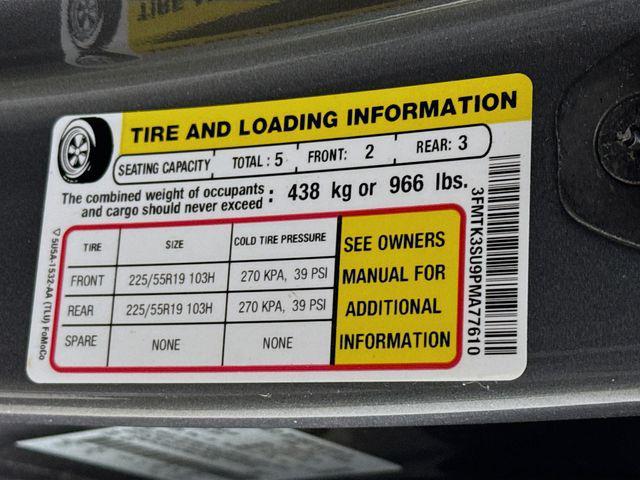 TIRE AND LOADING INFORMATION
SEATING CAPACITY TOTAL : 5 FRONT: 2 REAR: 3
The combined weight of occupants
and cargo should never exceed : 438 kg or 966 lbs.
TIRE SIZE COLD TIRE PRESSURE
FRONT 225/55R19 103H 270 KPA, 39 PSI
REAR 225/55R19 103H 270 KPA, 39 PSI
SPARE NONE NONE
SEE OWNERS
MANUAL FOR
ADDITIONAL
INFORMATION
3FMTK3SU9PMA77610
5U5A-1532-AA (TLU) FoMoCo